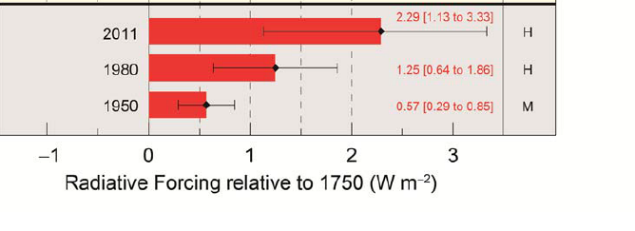 2011 2.29 [1.13 to 3.33] H
1980 1.25 [0.64 to 1.86] H
1950 0.57 [0.29 to 0.85] M
−1 0 1 2 3
Radiative Forcing relative to 1750 (W m⁻²)